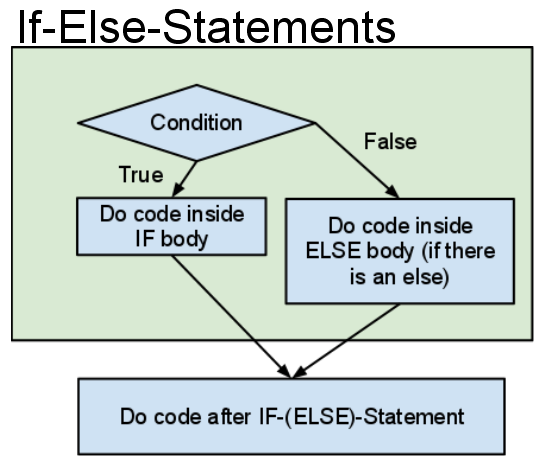 If-Else-Statements
Condition
True
False
Do code inside
IF body
Do code inside
ELSE body (if there
is an else)
Do code after IF-(ELSE)-Statement